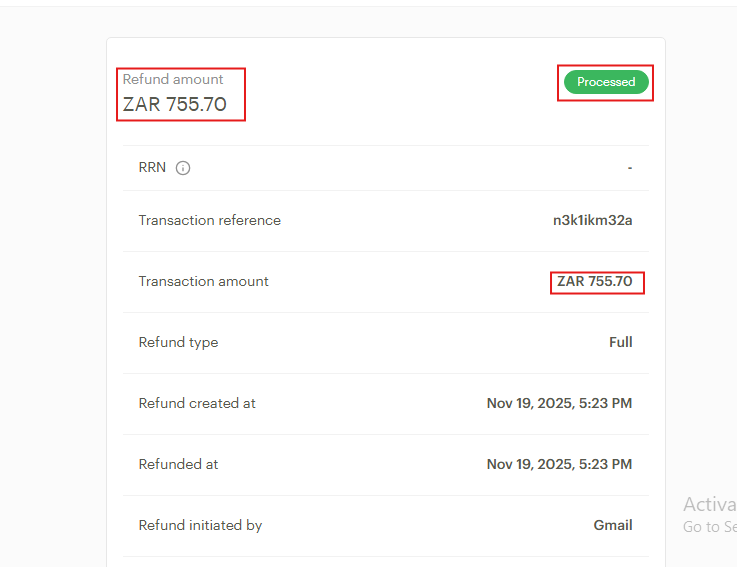 Refund amount
ZAR 755.70
Processed
RRN -
Transaction reference n3k1ikm32a
Transaction amount ZAR 755.70
Refund type Full
Refund created at Nov 19, 2025, 5:23 PM
Refunded at Nov 19, 2025, 5:23 PM
Refund initiated by Gmail
Activa
Go to Se